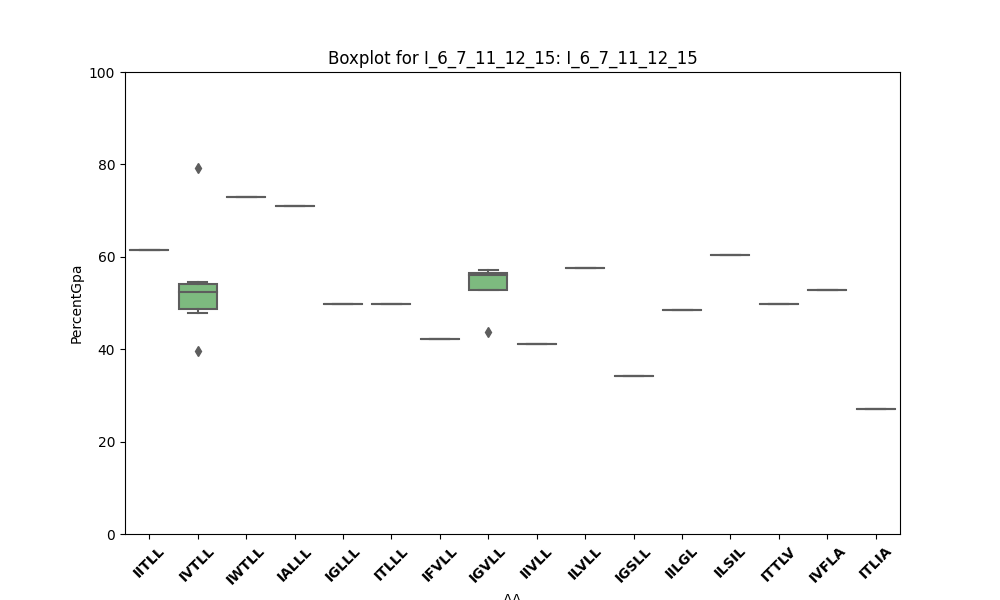 Boxplot for I_6_7_11_12_15: I_6_7_11_12_15
100
80
60
40
20
0
PercentGpa
IITLL
IVTLL
IWTLL
IALLL
IGLLL
ITLLL
IFVLL
IGVLL
IIVLL
ILVLL
IGSLL
IILGL
ILSIL
ITTLV
IVFLA
ITLIA
AA